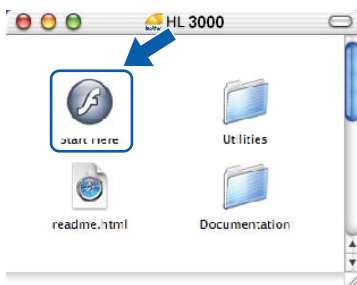 HL 3000
Start Here
Utilities
readme.html
Documentation